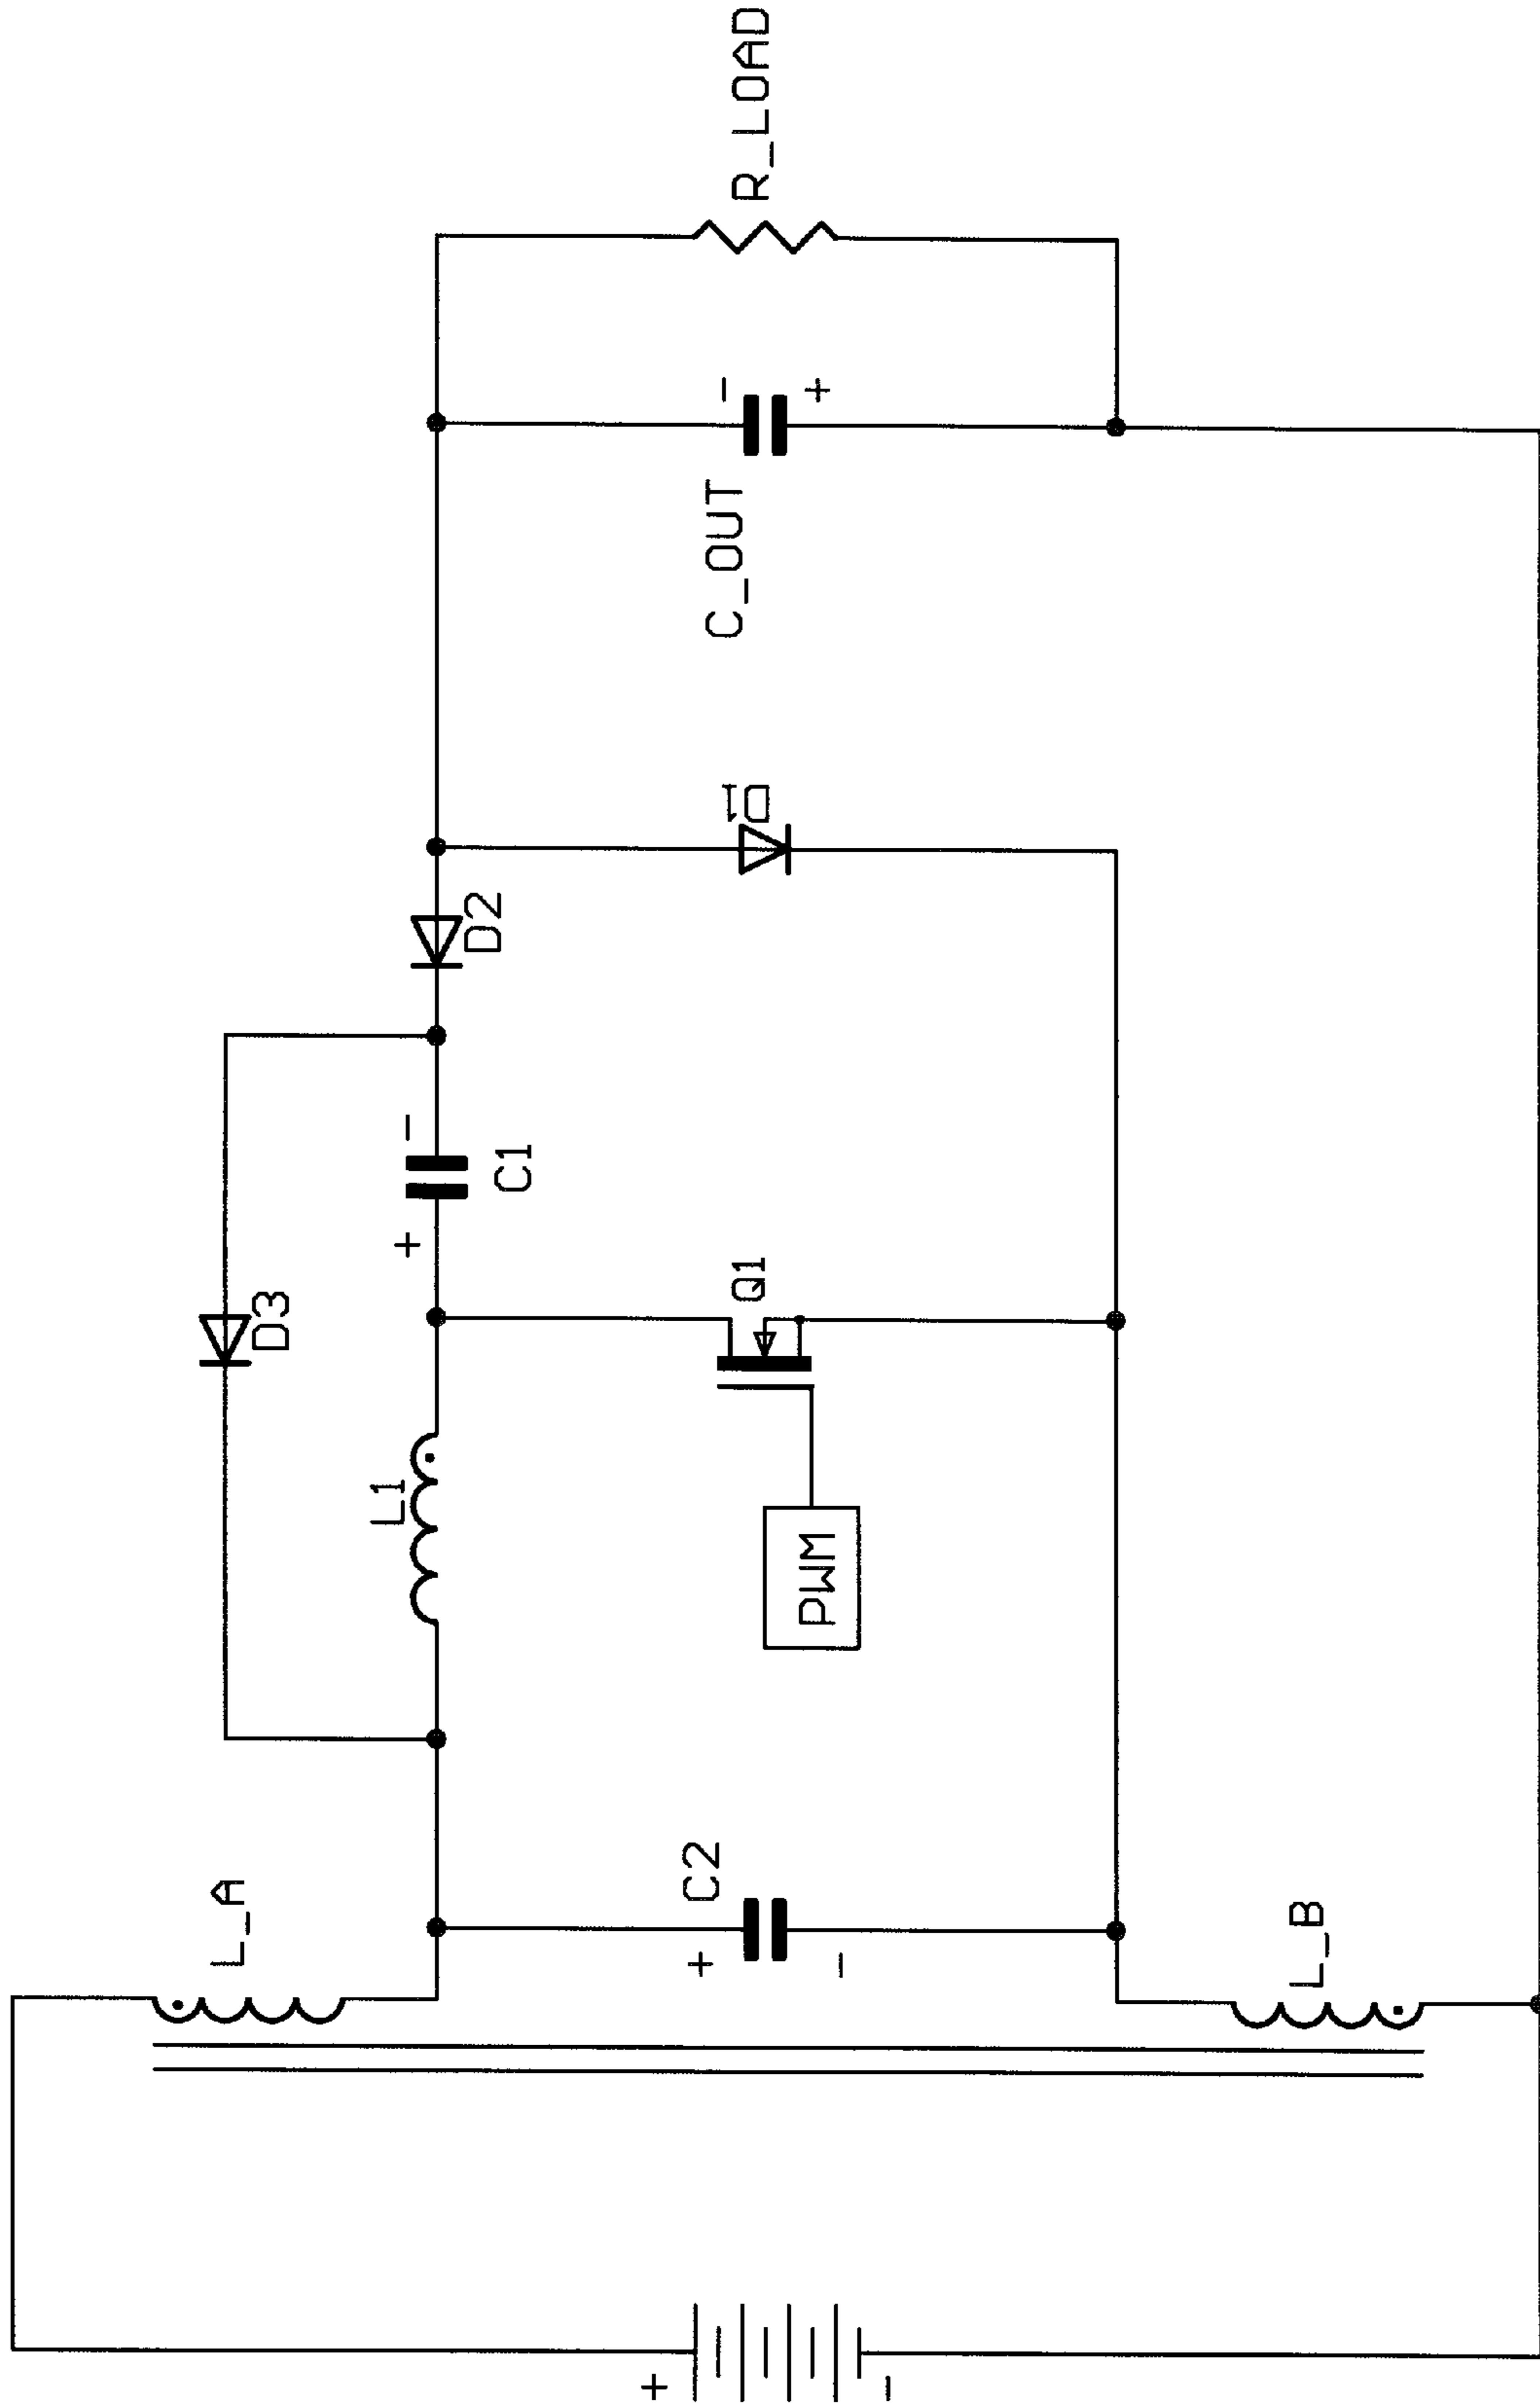 R_LOAD
-
+
C_OUT
D1
D2
-
C1
+
D3
Q1
L1
PWM
L_A
C2
+
-
L_B
+
-